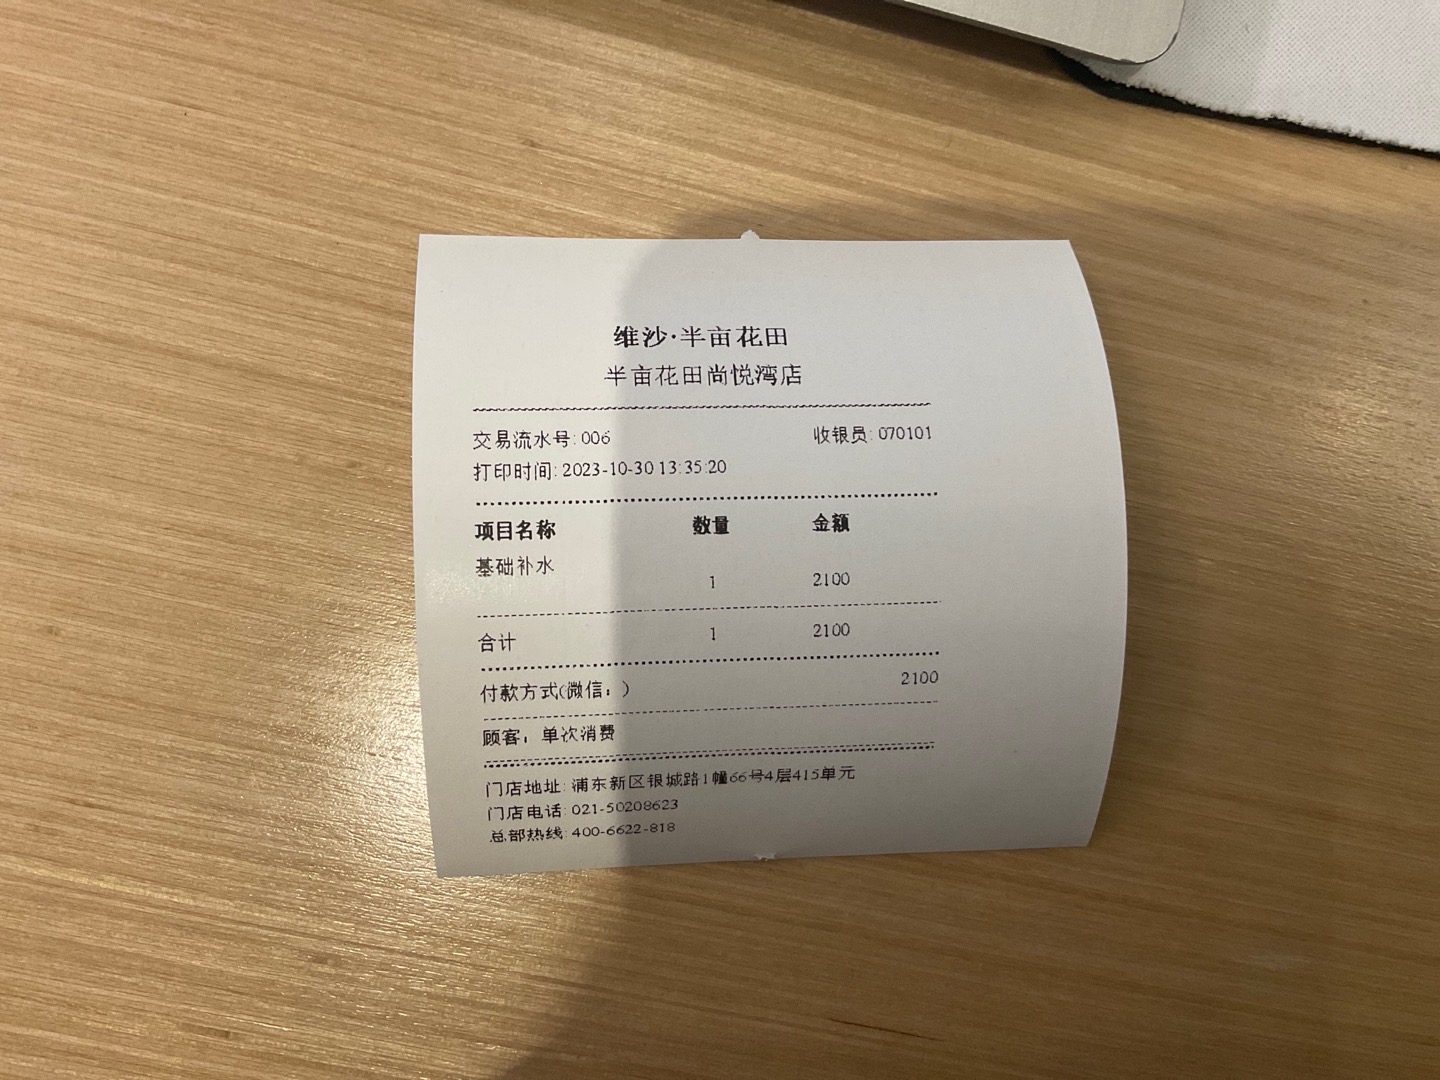 维沙·半亩花田
半亩花田尚悦湾店
交易流水号: 006 收银员: 070101
打印时间: 2023-10-30 13:35:20
项目名称 数量 金额
基础补水
1 2100
合计 1 2100
付款方式(微信：) 2100
顾客：单次消费
门店地址: 浦东新区银城路1幢66号4层415单元
门店电话: 021-50208623
总部热线: 400-6622-818